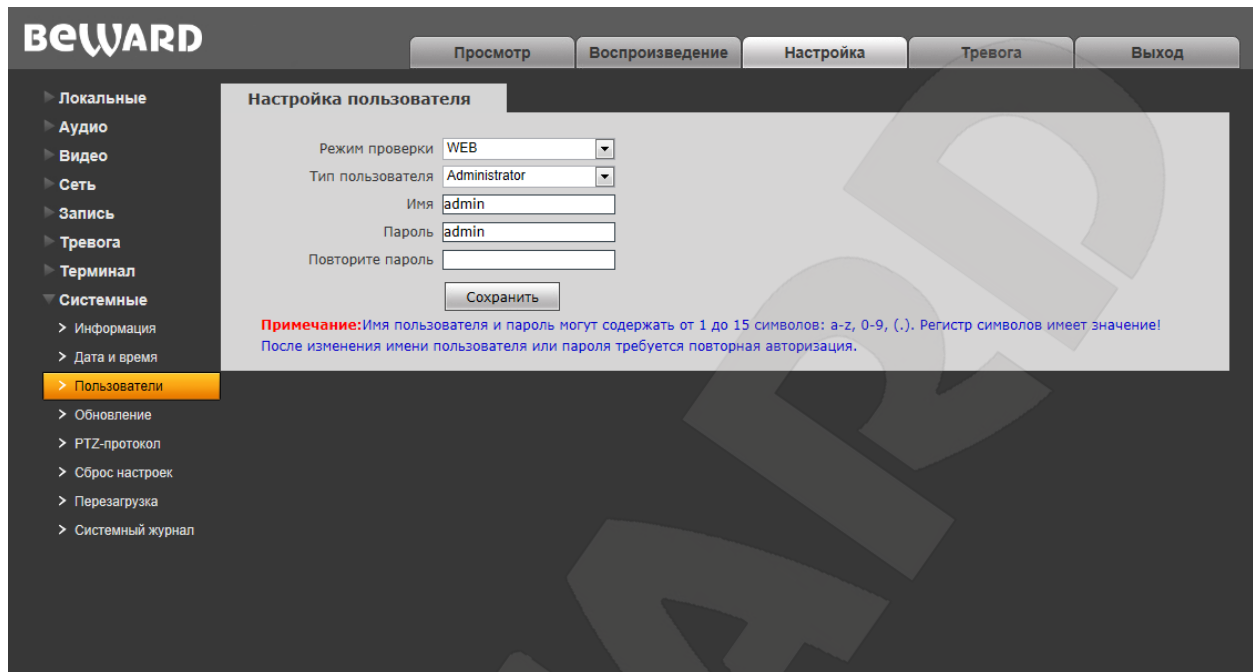 BEWARD
Просмотр
Воспроизведение
Настройка
Тревога
Выход
Локальные
Аудио
Видео
Сеть
Запись
Тревога
Терминал
Системные
Информация
Дата и время
Пользователи
Обновление
PTZ-протокол
Сброс настроек
Перезагрузка
Системный журнал
Настройка пользователя
Режим проверки WEB
Тип пользователя Administrator
Имя admin
Пароль admin
Повторите пароль
Сохранить
Примечание:Имя пользователя и пароль могут содержать от 1 до 15 символов: a-z, 0-9, (.). Регистр символов имеет значение!
После изменения имени пользователя или пароля требуется повторная авторизация.